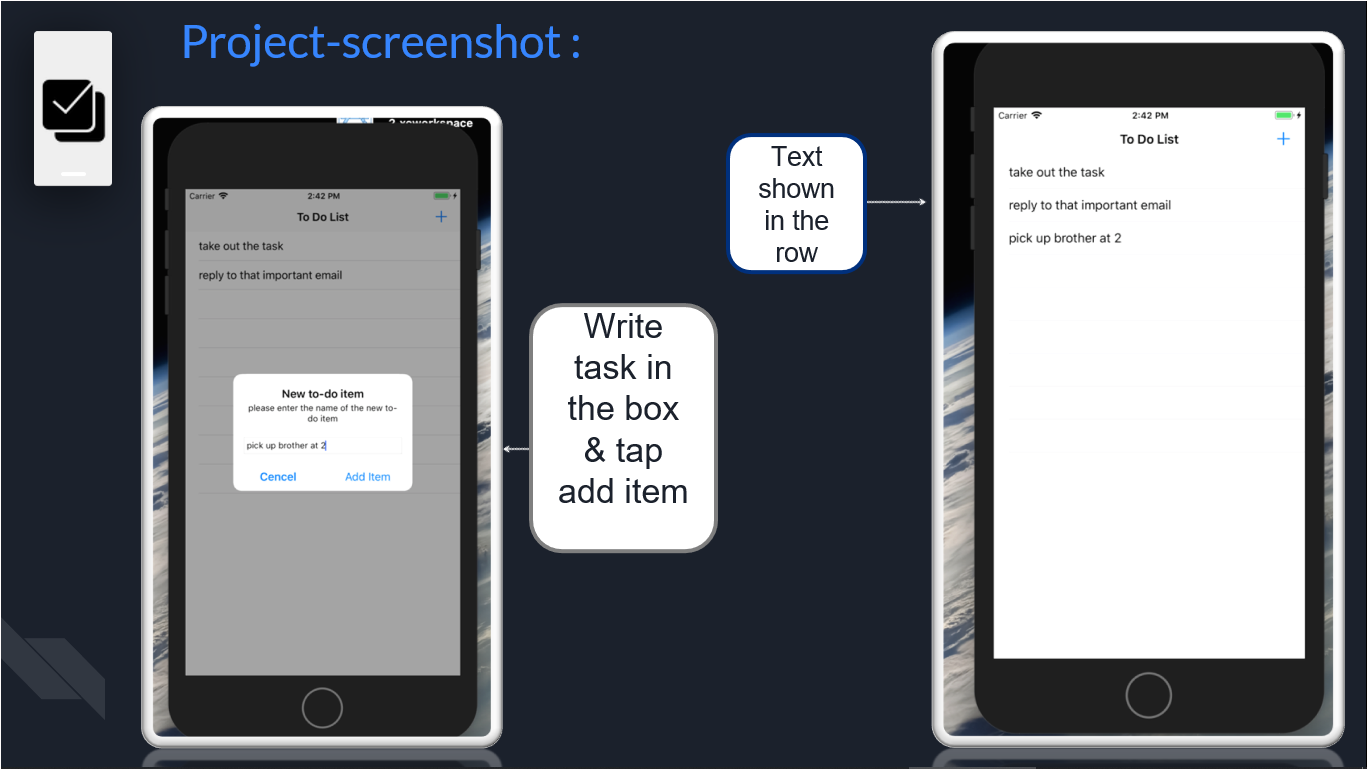 Project-screenshot :
2.xcworkspace
Carrier
2:42 PM
To Do List
+
take out the task
reply to that important email
New to-do item
please enter the name of the new to-
do item
pick up brother at 2
Cencel
Add Item
Write
task in
the box
& tap
add item
Text
shown
in the
row
Carrier
2:42 PM
To Do List
+
take out the task
reply to that important email
pick up brother at 2